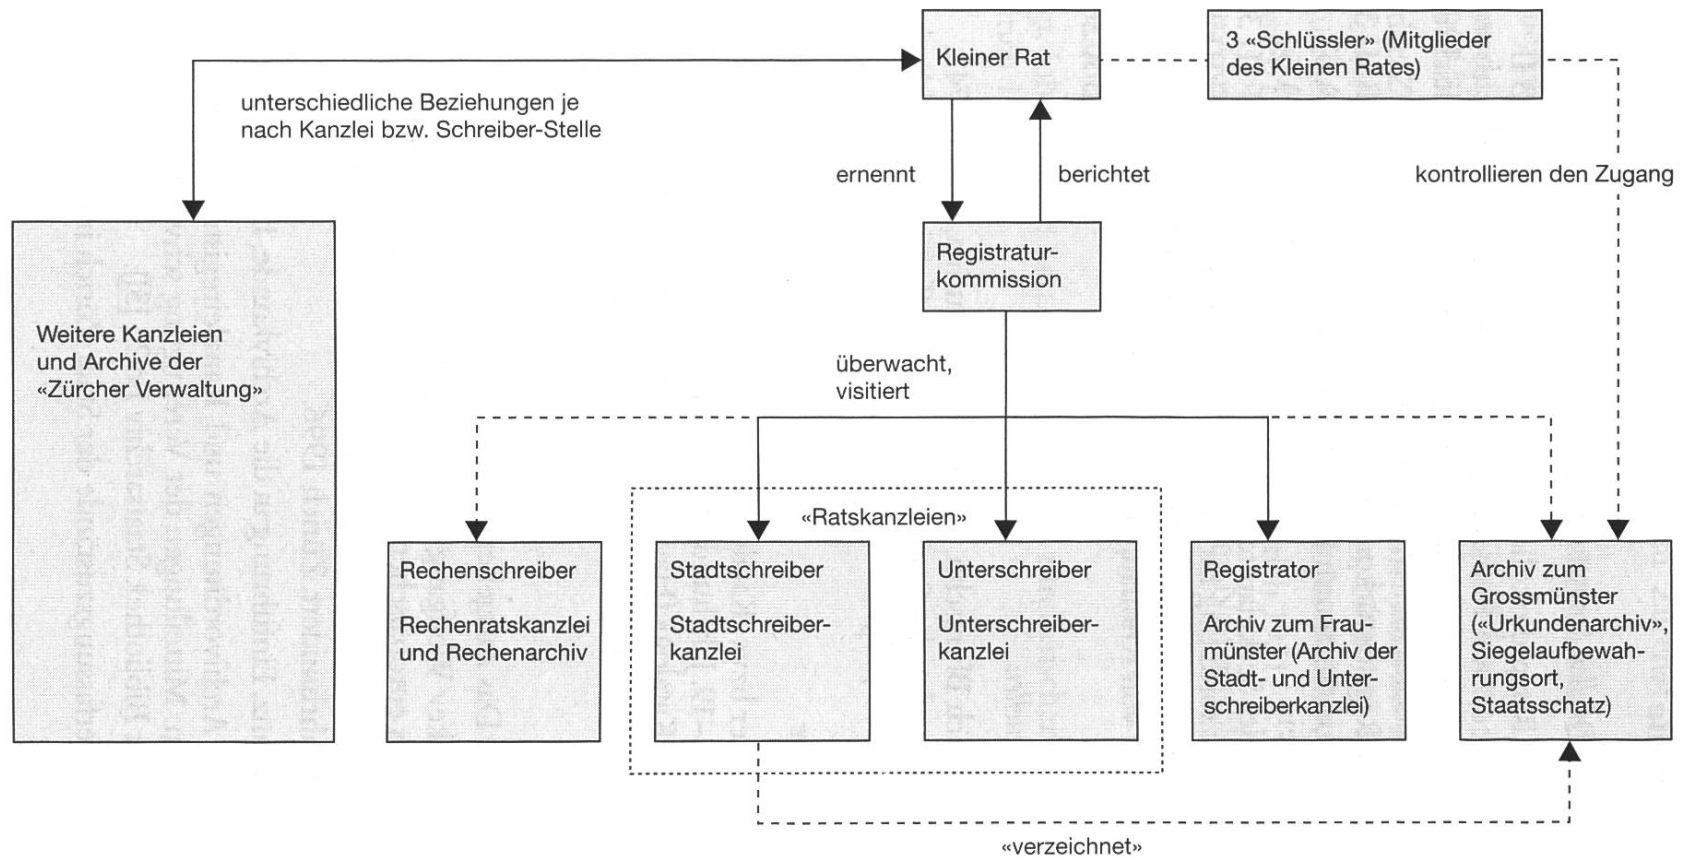 Kleiner Rat
3 «Schlüssler» (Mitglieder
des Kleinen Rates)
unterschiedliche Beziehungen je
nach Kanzlei bzw. Schreiber-Stelle
ernennt
berichtet
kontrollieren den Zugang
Registratur-
kommission
Weitere Kanzleien
und Archive der
«Zürcher Verwaltung»
überwacht,
visitiert
«Ratskanzleien»
Rechenschreiber
Rechenratskanzlei
und Rechenarchiv
Stadtschreiber
Stadtschreiber-
kanzlei
Unterschreiber
Unterschreiber-
kanzlei
Registrator
Archiv zum Frau-
münster (Archiv der
Stadt- und Unter-
schreiberkanzlei)
Archiv zum
Grossmünster
(«Urkundenarchiv»,
Siegelaufbewah-
rungsort,
Staatsschatz)
«verzeichnet»